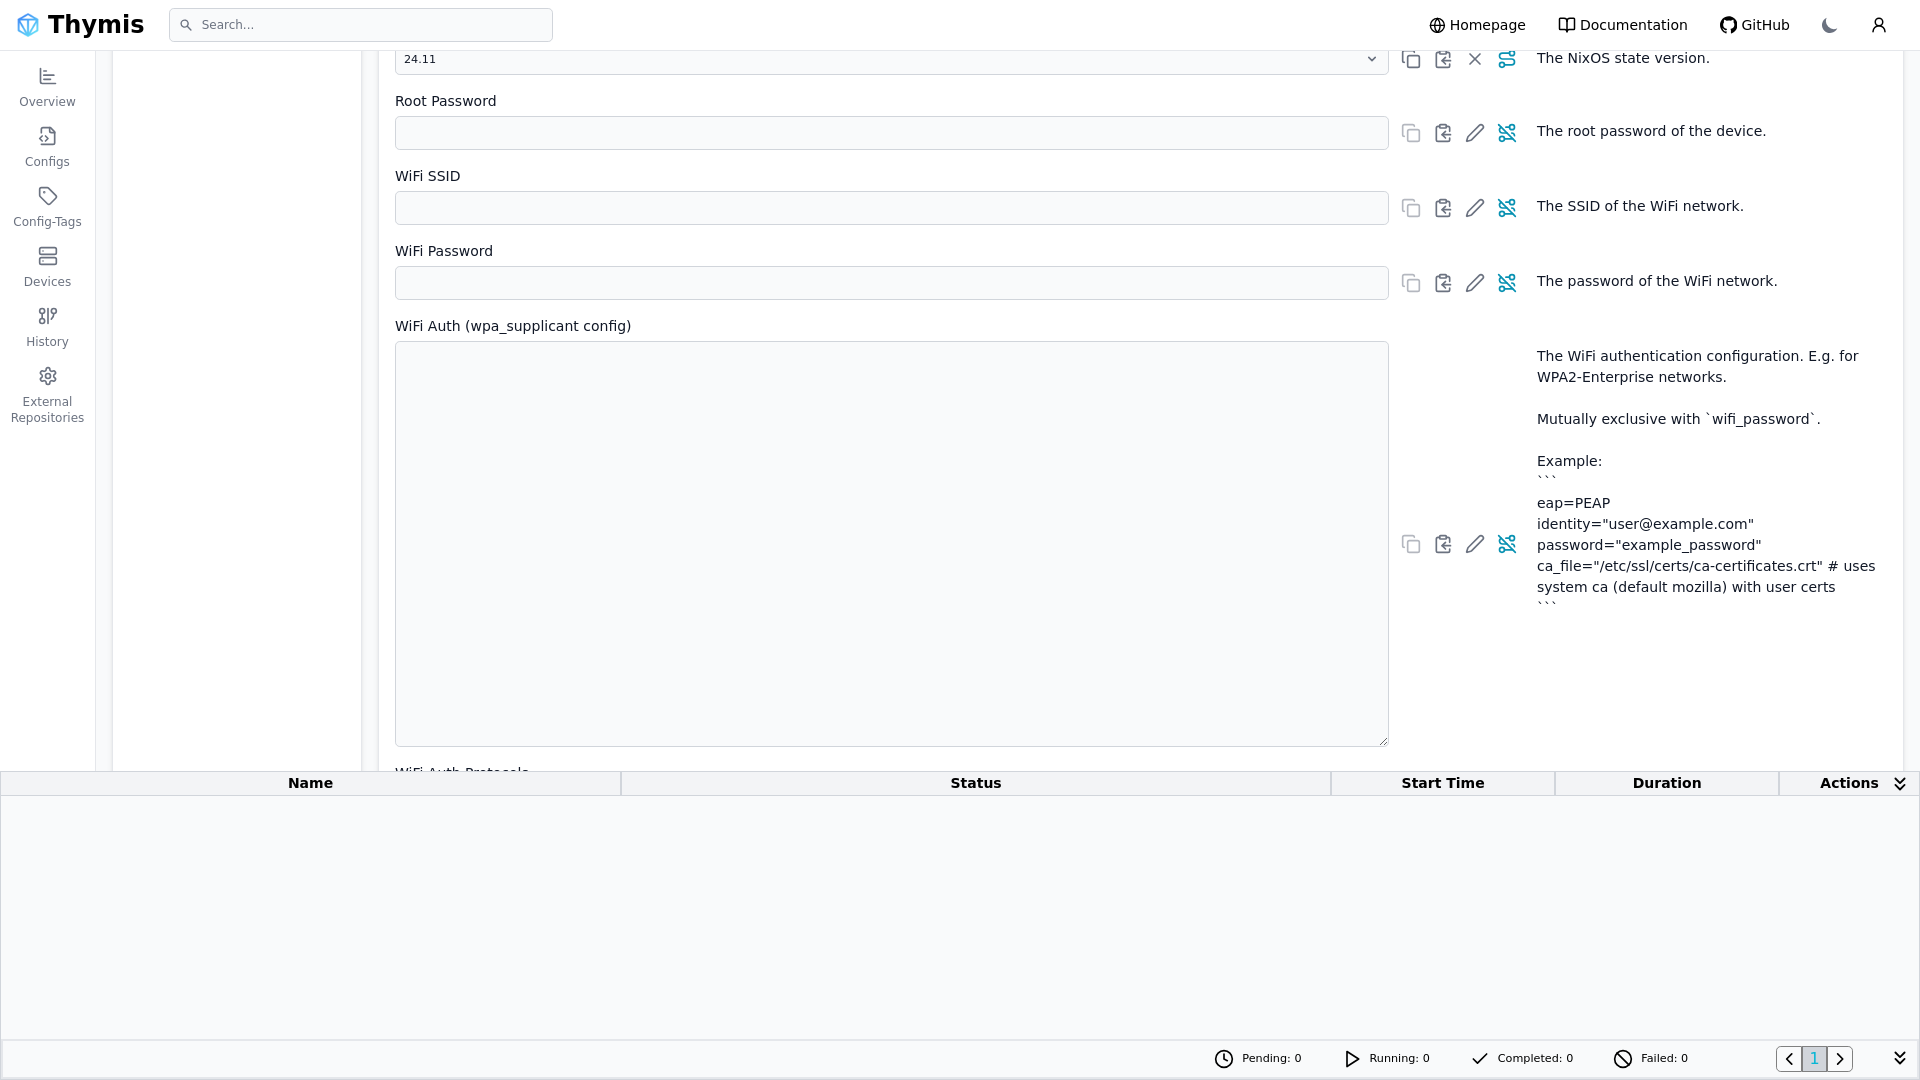 Thymis
Search...
Homepage
Documentation
GitHub
Overview
Configs
Config-Tags
Devices
History
External
Repositories
24.11
The NixOS state version.
Root Password
The root password of the device.
WiFi SSID
The SSID of the WiFi network.
WiFi Password
The password of the WiFi network.
WiFi Auth (wpa_supplicant config)
The WiFi authentication configuration. E.g. for
WPA2-Enterprise networks.
Mutually exclusive with `wifi_password`.
Example:
```
eap=PEAP
identity="user@example.com"
password="example_password"
ca_file="/etc/ssl/certs/ca-certificates.crt" # uses
system ca (default mozilla) with user certs
```
WiFi Auth Protocols
Name
Status
Start Time
Duration
Actions
Pending: 0
Running: 0
Completed: 0
Failed: 0
1